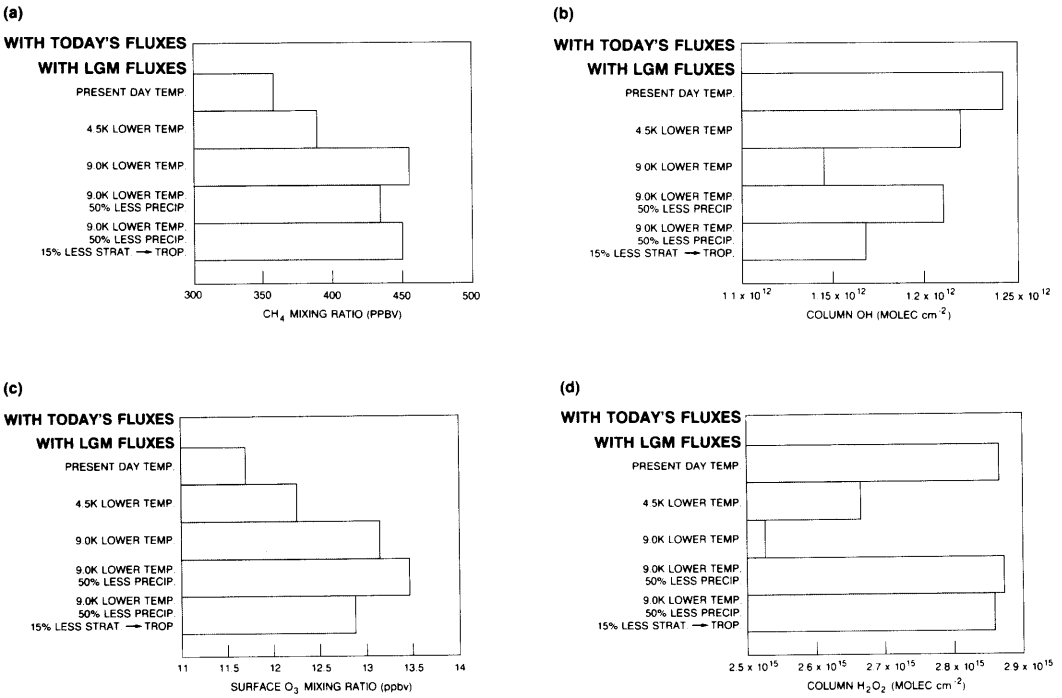 (a)
WITH TODAY'S FLUXES
WITH LGM FLUXES
PRESENT DAY TEMP.
4.5K LOWER TEMP.
9.0K LOWER TEMP.
9.0K LOWER TEMP.
50% LESS PRECIP.
9.0K LOWER TEMP.
50% LESS PRECIP.
15% LESS STRAT. → TROP.
300 350 400 450 500
CH4 MIXING RATIO (PPBV)
(b)
WITH TODAY'S FLUXES
WITH LGM FLUXES
PRESENT DAY TEMP.
4.5K LOWER TEMP.
9.0K LOWER TEMP
9.0K LOWER TEMP.
50% LESS PRECIP.
9.0K LOWER TEMP.
50% LESS PRECIP.
15% LESS STRAT → TROP.
1 1 x 10^12 1.15 x 10^12 1.2 x 10^12 1.25 x 10^12
COLUMN OH (MOLEC cm^-2)
(c)
WITH TODAY'S FLUXES
WITH LGM FLUXES
PRESENT DAY TEMP.
4.5K LOWER TEMP.
9.0K LOWER TEMP.
9.0K LOWER TEMP.
50% LESS PRECIP.
9.0K LOWER TEMP.
50% LESS PRECIP.
15% LESS STRAT. → TROP.
11 11.5 12 12.5 13 13.5 14
SURFACE O3 MIXING RATIO (ppbv)
(d)
WITH TODAY'S FLUXES
WITH LGM FLUXES
PRESENT DAY TEMP.
4.5K LOWER TEMP.
9.0K LOWER TEMP.
9.0K LOWER TEMP.
50% LESS PRECIP.
9.0K LOWER TEMP.
50% LESS PRECIP.
15% LESS STRAT. → TROP.
2.5 x 10^15 2.6 x 10^15 2.7 x 10^15 2.8 x 10^15 2.9 x 10^15
COLUMN H2O2 (MOLEC cm^-2)